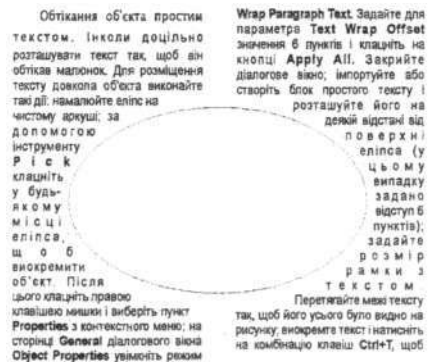 Обтікання об'єкта простим
текстом. Інколи доцільно
розташувати текст так, щоб він
обтікав малюнок. Для розміщення
тексту довкола об'єкта виконайте
такі дії: намалюйте еліпс на
чистому аркуші; за
допомогою
інструменту
Pick
клацніть
у будь-
якому
місці
еліпса,
щоб
виокремити
об'єкт. Після
цього клацніть правою
клавішею мишки і виберіть пункт
Properties з контекстного меню; на
сторінці General діалогового вікна
Object Properties увімкніть режим
Wrap Paragraph Text. Задайте для
параметра Text Wrap Offset
значення 6 пунктів і клацніть на
кнопці Apply All. Закрийте
діалогове вікно; імпортуйте або
створіть блок простого тексту і
розташуйте його на
деякій відстані від
поверхні
еліпса (у
цьому
випадку
задано
відступ 6
пунктів);
задайте
розмір
рамки з
текстом.
Перетягайте межі тексту
так, щоб його усього було видно на
рисунку, виокремте текст і натисніть
на комбінацію клавіш Ctrl+T, щоб